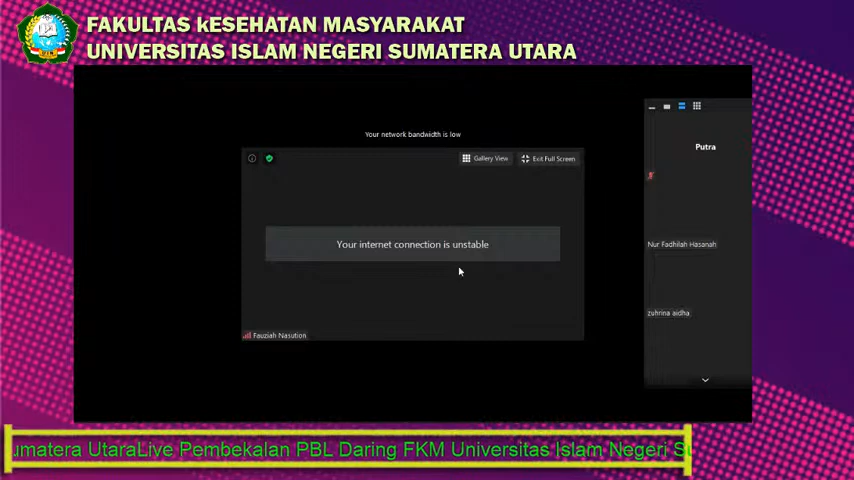 FAKULTAS kESEHATAN MASYARAKAT
UNIVERSITAS ISLAM NEGERI SUMATERA UTARA
Your network bandwidth is low
Gallery View
Exit Full Screen
Putra
Your internet connection is unstable
Nur Fadhilah Hasanah
zuhrina aidha
Fauziah Nasution
umatera UtaraLive Pembekalan PBL Daring FKM Universitas Islam Negeri Su